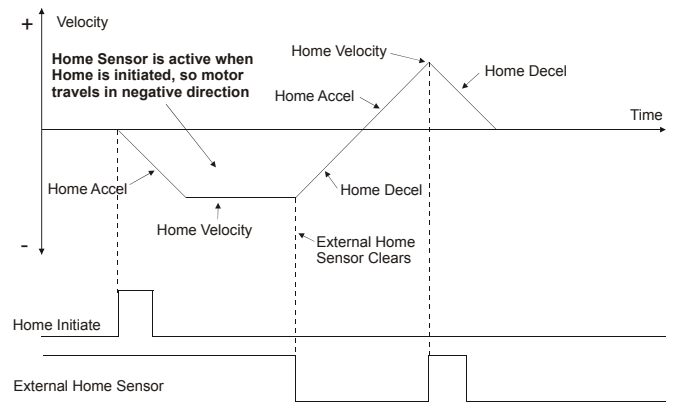 +
Velocity
Home Sensor is active when
Home is initiated, so motor
travels in negative direction
Home Velocity
Home Decel
Home Accel
Time
Home Accel
Home Decel
Home Velocity
-
External Home
Sensor Clears
Home Initiate
External Home Sensor